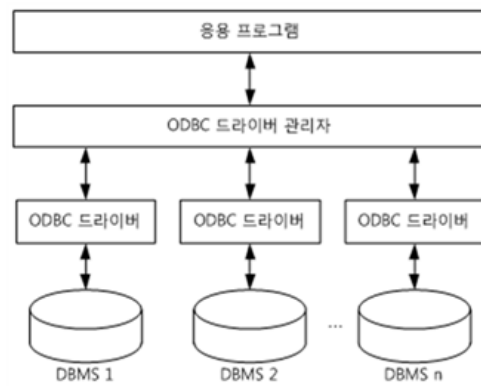 응용 프로그램
ODBC 드라이버 관리자
ODBC 드라이버
ODBC 드라이버
ODBC 드라이버
...
DBMS 1
DBMS 2
DBMS n